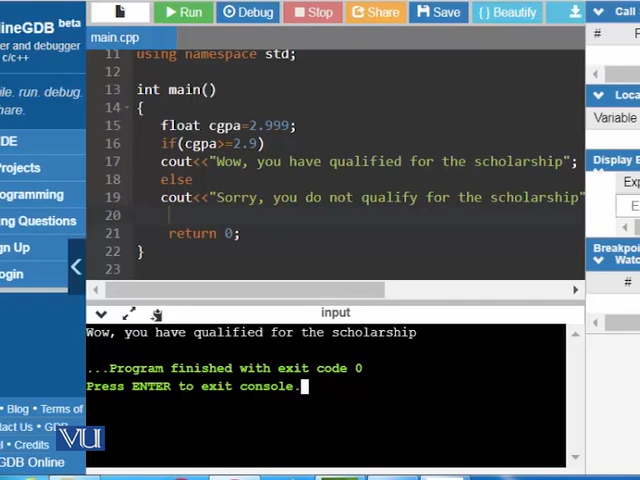 lineGDB beta
er and debugger
c/c++
ile. run. debug.
hare.
IDE
Projects
ramming
ng Questions
gn Up
ogin
• Blog • Terms of
tact Us • GDB
• Credits
GDB Online
Run
Debug
Stop
Share
Save
{ } Beautify
main.cpp
11 using namespace std;
12
13 int main()
14 {
15 float cgpa=2.999;
16 if(cgpa>=2.9)
17 cout<<"Wow, you have qualified for the scholarship";
18 else
19 cout<<"Sorry, you do not qualify for the scholarship"
20
21 return 0;
22 }
23
input
Wow, you have qualified for the scholarship
...Program finished with exit code 0
Press ENTER to exit console.
Call
#
Loca
Variable
Display E
Exp
E
Breakpoi
Watc
#
VU